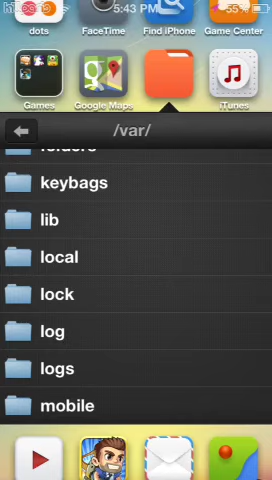 5:43 PM 55%
dots FaceTime Find iPhone Game Center
Games Google Maps iTunes
/var/
folders
keybags
lib
local
lock
log
logs
mobile